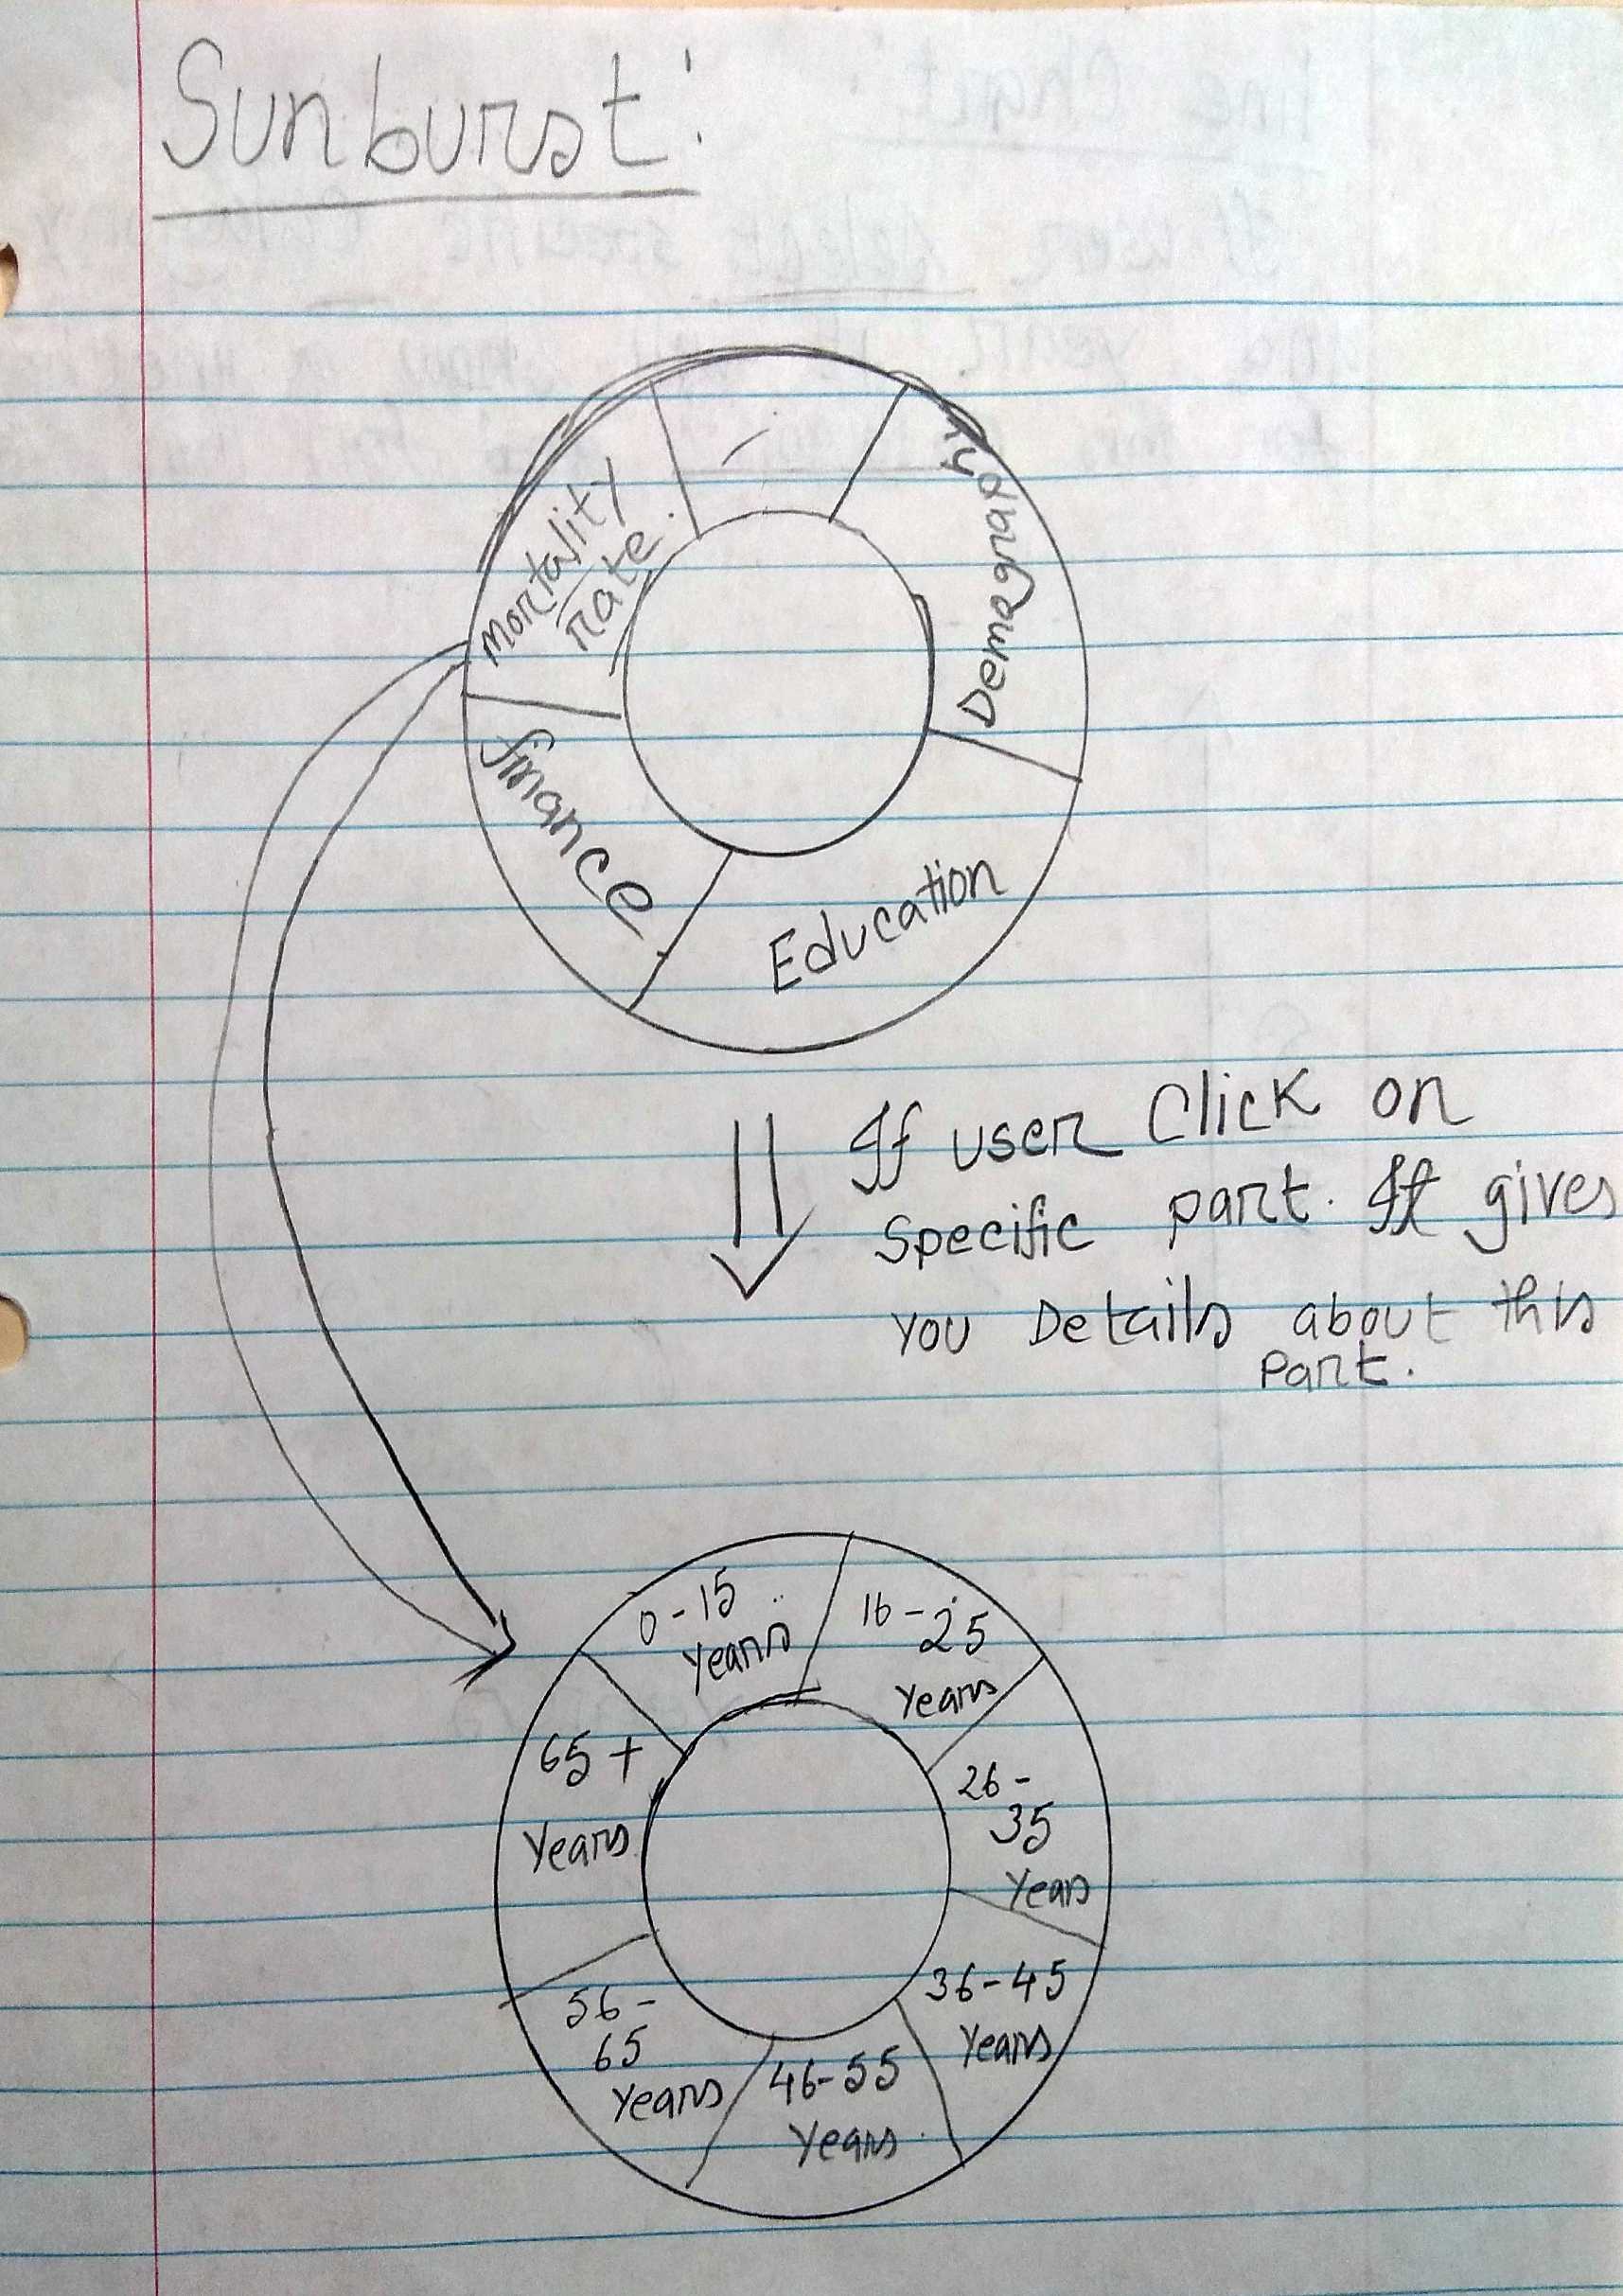 Sunburst:
Mortality
rate.
Demography
finance
Education
If user Click on
Specific part. It gives
you Details about this
part.
0-15
years
16-25
years
26-
35
years
36-45
years
46-55
years.
56-
65
years
65+
years